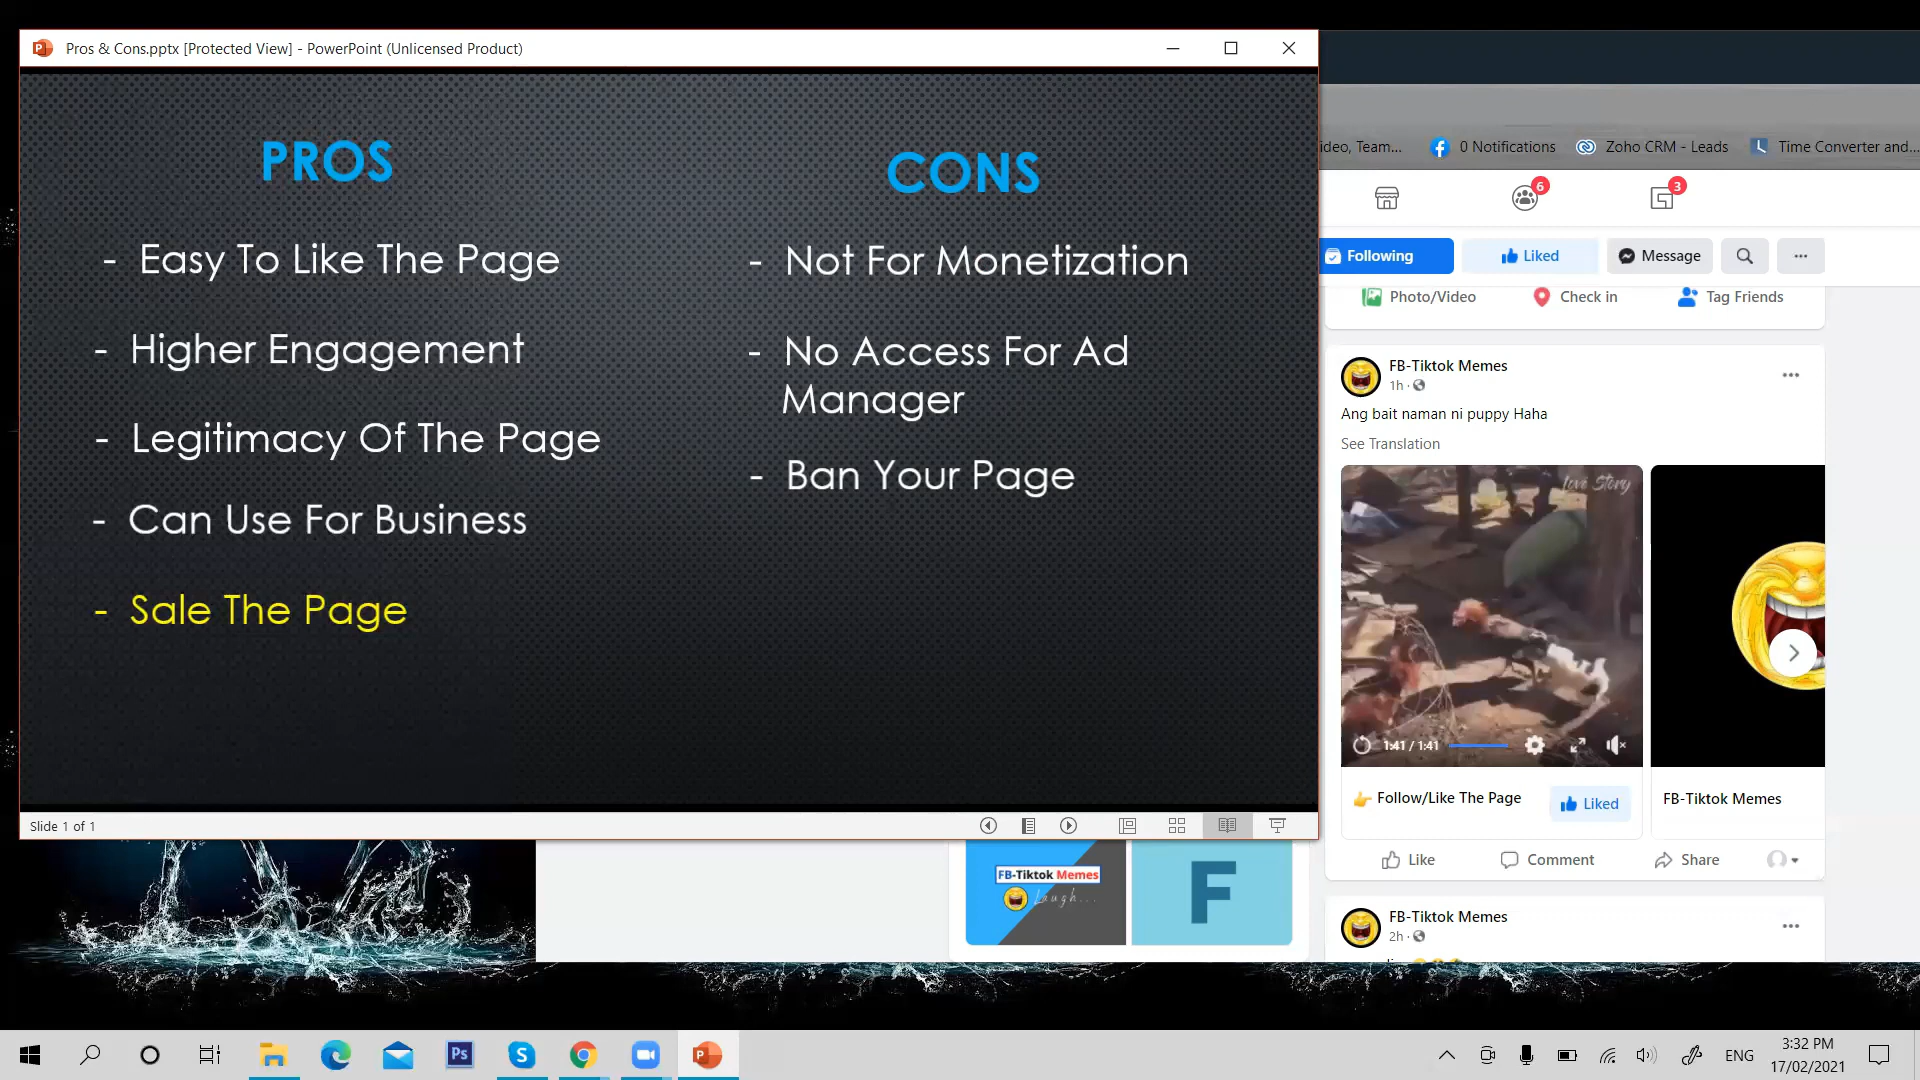 Pros & Cons.pptx [Protected View] - PowerPoint (Unlicensed Product)
PROS
- Easy To Like The Page
- Higher Engagement
- Legitimacy Of The Page
- Can Use For Business
- Sale The Page
CONS
- Not For Monetization
- No Access For Ad
Manager
- Ban Your Page
Slide 1 of 1
ideo, Team...
0 Notifications
Zoho CRM - Leads
Time Converter and...
6
3
Following
Liked
Message
Photo/Video
Check in
Tag Friends
FB-Tiktok Memes
1h
Ang bait naman ni puppy Haha
See Translation
Love Story
1:41 / 1:41
Follow/Like The Page
Liked
FB-Tiktok Memes
Like
Comment
Share
FB-Tiktok Memes
2h
FB-Tiktok Memes
Laugh...
F
Ps
ENG
3:32 PM
17/02/2021